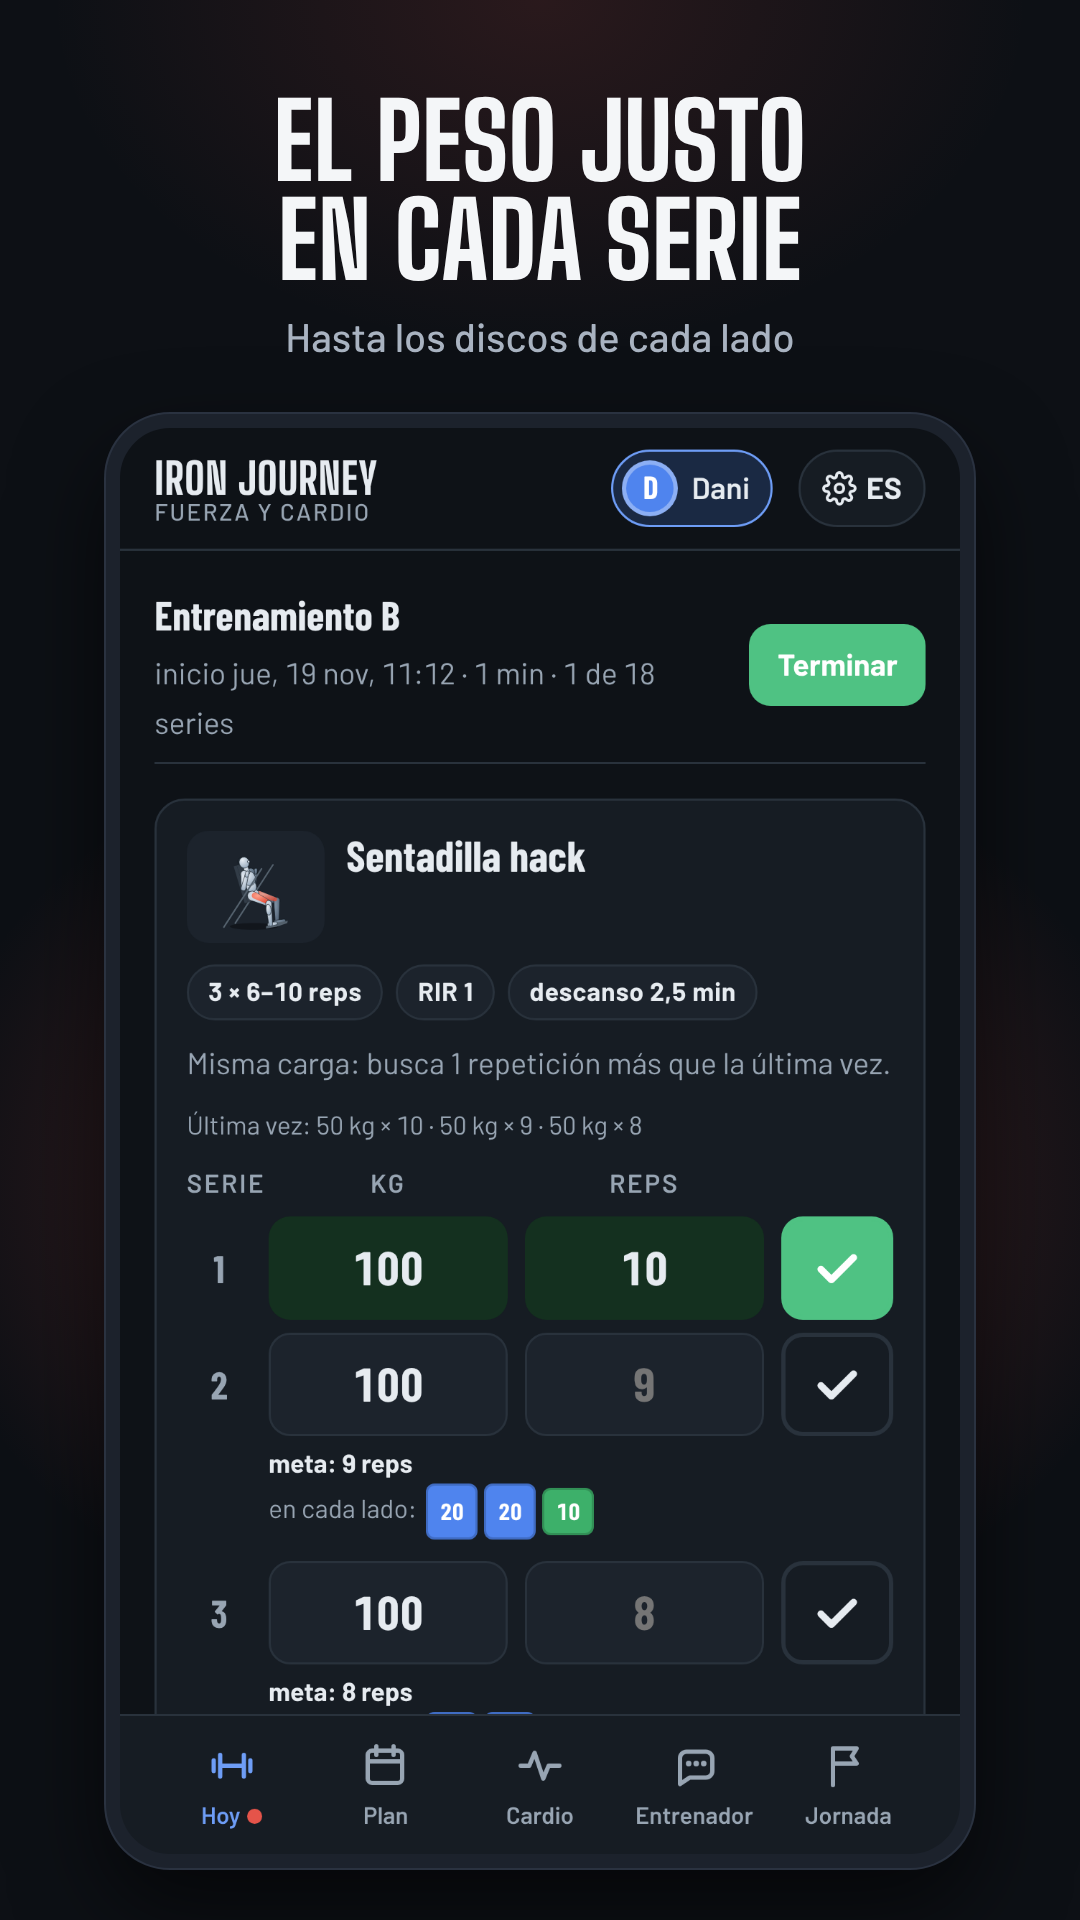 EL PESO JUSTO
EN CADA SERIE
Hasta los discos de cada lado
IRON JOURNEY
FUERZA Y CARDIO
D Dani
ES
Entrenamiento B
inicio jue, 19 nov, 11:12 · 1 min · 1 de 18
series
Terminar
Sentadilla hack
3 × 6–10 reps
RIR 1
descanso 2,5 min
Misma carga: busca 1 repetición más que la última vez.
Última vez: 50 kg × 10 · 50 kg × 9 · 50 kg × 8
SERIE KG REPS
1 100 10
2 100 9
meta: 9 reps
en cada lado: 20 20 10
3 100 8
meta: 8 reps
Hoy Plan Cardio Entrenador Jornada